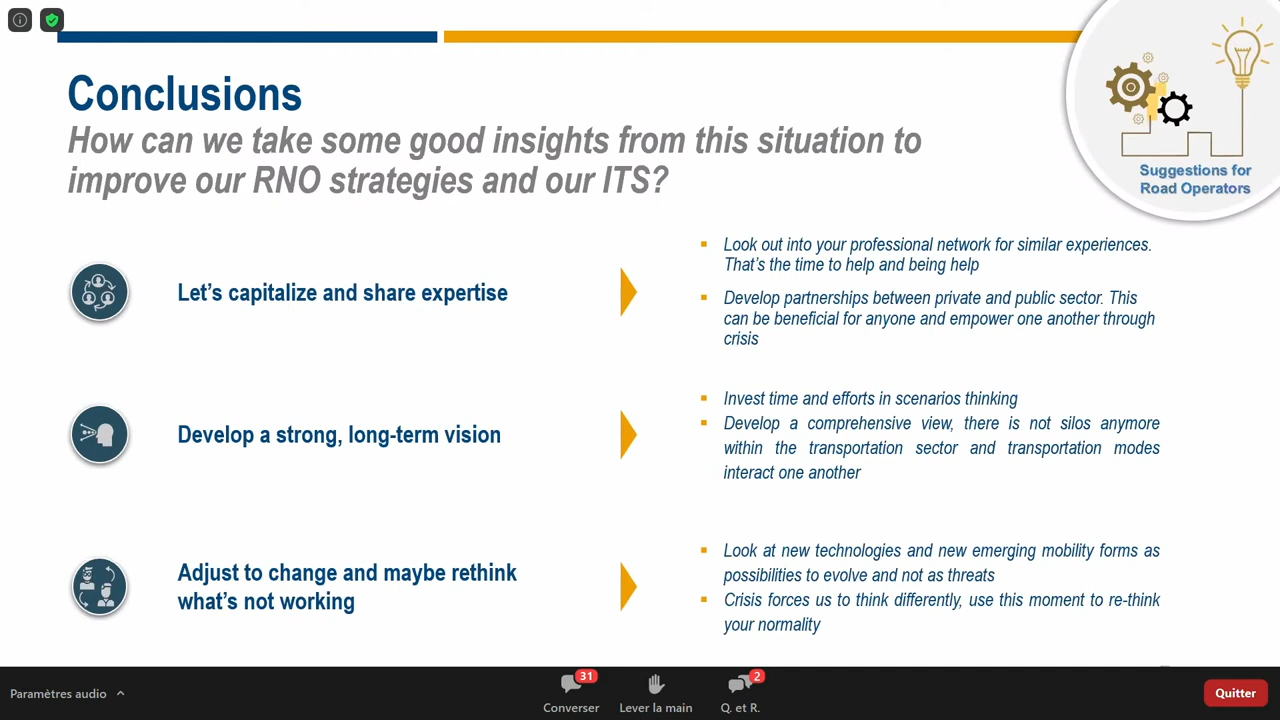 Conclusions
How can we take some good insights from this situation to
improve our RNO strategies and our ITS?
Suggestions for
Road Operators
Let's capitalize and share expertise
▪ Look out into your professional network for similar experiences.
That's the time to help and being help
▪ Develop partnerships between private and public sector. This
can be beneficial for anyone and empower one another through
crisis
Develop a strong, long-term vision
▪ Invest time and efforts in scenarios thinking
▪ Develop a comprehensive view, there is not silos anymore
within the transportation sector and transportation modes
interact one another
Adjust to change and maybe rethink
what's not working
▪ Look at new technologies and new emerging mobility forms as
possibilities to evolve and not as threats
▪ Crisis forces us to think differently, use this moment to re-think
your normality
Paramètres audio
31
Converser
Lever la main
2
Q. et R.
Quitter